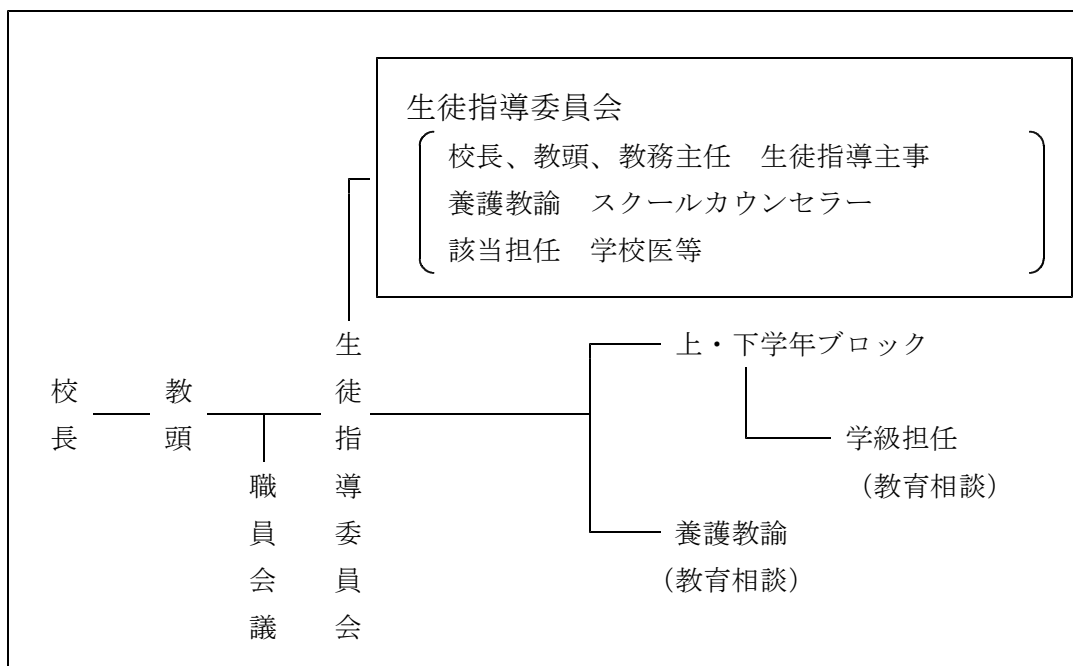 生徒指導委員会
校長、教頭、教務主任　生徒指導主事
養護教諭　スクールカウンセラー
該当担任　学校医等
校長
教頭
職員会議
生徒指導委員会
上・下学年ブロック
学級担任
（教育相談）
養護教諭
（教育相談）